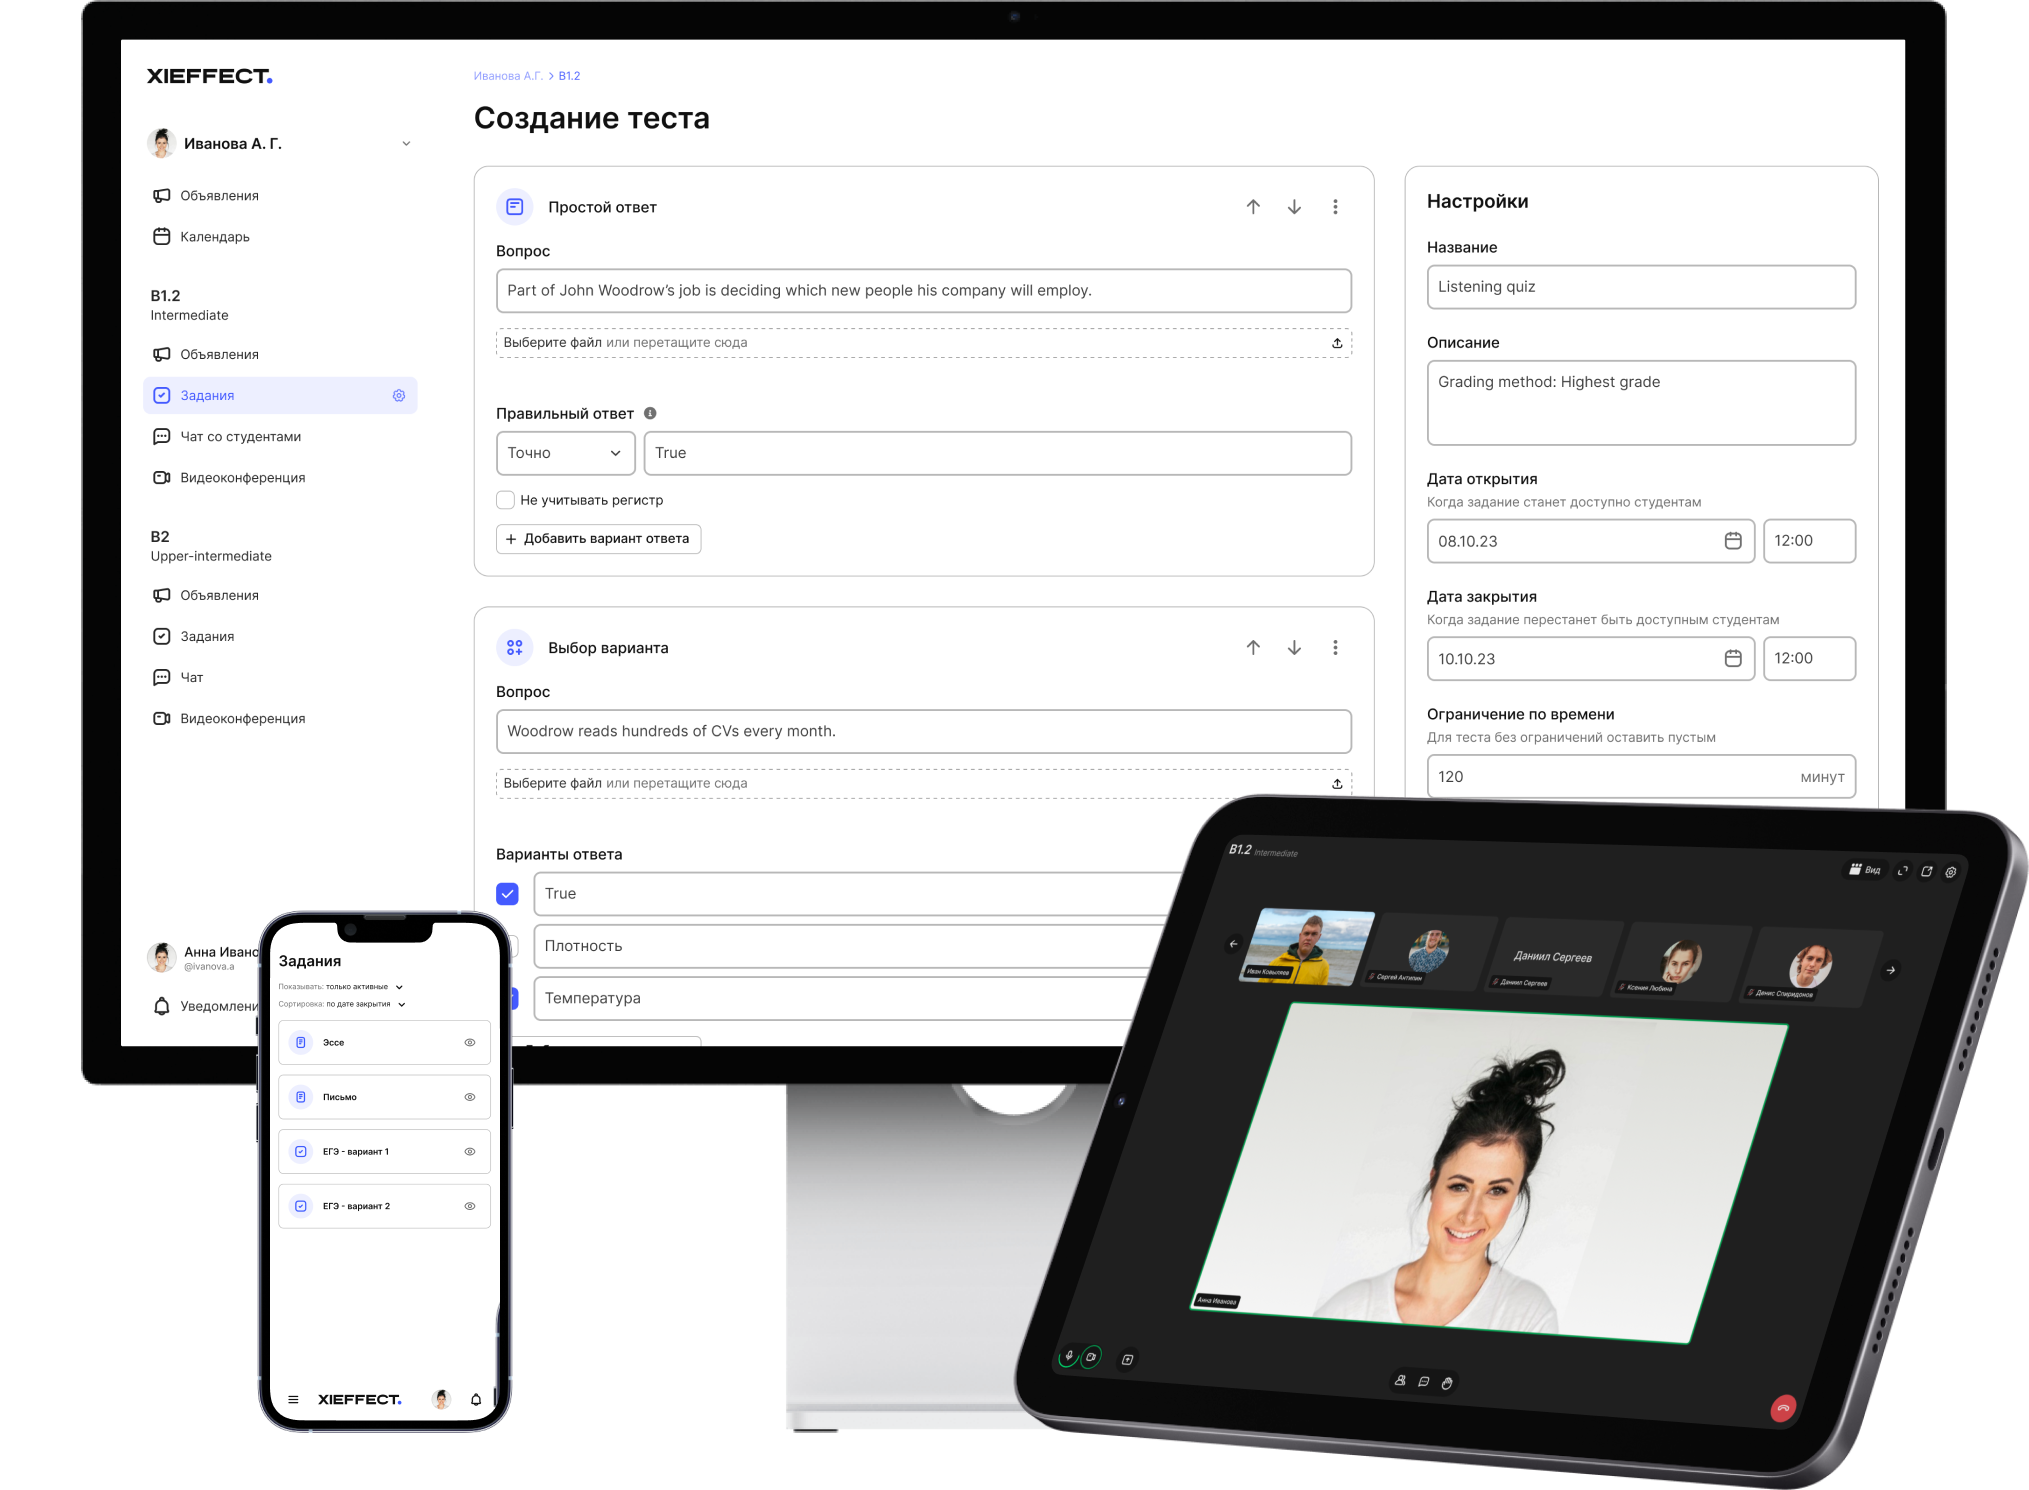 XIEFFECT.
Иванова А. Г.
Объявления
Календарь
B1.2
Intermediate
Объявления
Задания
Чат со студентами
Видеоконференция
B2
Upper-intermediate
Объявления
Задания
Чат
Видеоконференция
@ivanova.a
Анна
Иванова А.Г. > B1.2
Создание теста
Простой ответ
Вопрос
Part of John Woodrow’s job is deciding which new people his company will employ.
Выберите файл или перетащите сюда
Правильный ответ
Точно True
Не учитывать регистр
+ Добавить вариант ответа
Выбор варианта
Вопрос
Woodrow reads hundreds of CVs every month.
Выберите файл или перетащите сюда
Варианты ответа
True
Плотность
Температура
Настройки
Название
Listening quiz
Описание
Grading method: Highest grade
Дата открытия
Когда задание станет доступно студентам
08.10.23 12:00
Дата закрытия
Когда задание перестанет быть доступным студентам
10.10.23 12:00
Ограничение по времени
Для теста без ограничений оставить пустым
120 минут
Задания
Показывать: только активные
Сортировка: по дате закрытия
Эссе
Письмо
ЕГЭ - вариант 1
ЕГЭ - вариант 2
XIEFFECT.
B1.2 Intermediate
Вид
Иван Ковыляев
Сергей Антипин
Даниил Сергеев
Даниил Сергеев
Ксения Любина
Денис Спиридонов
Анна Иванова